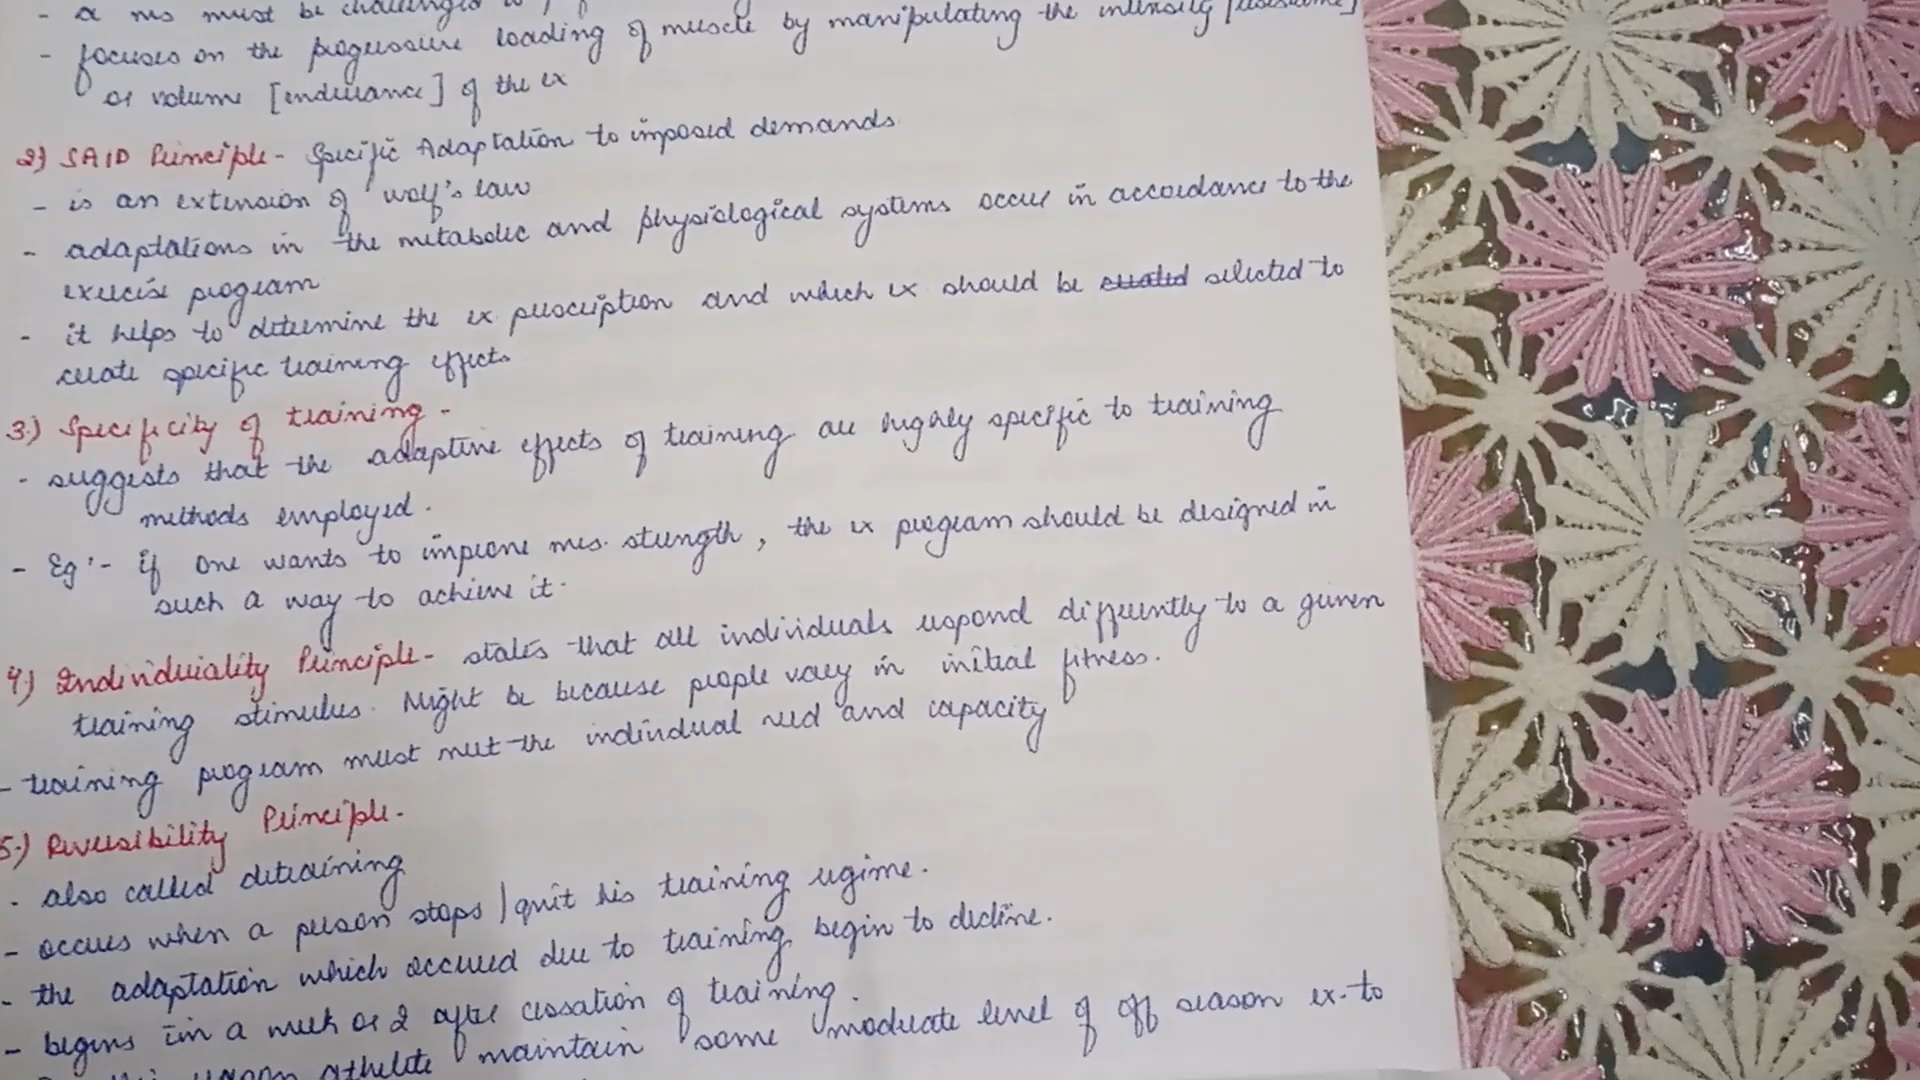 - a ms must be challenged
- focuses on the progressive loading of muscle by manipulating the intensity [resistance]
or volume [endurance] of the ex
2) SAID Principle - Specific Adaptation to imposed demands
- is an extension of wolf's law
- adaptations in the metabolic and physiological systems occur in accordance to the
exercise program
- it helps to determine the ex prescription and which ex should be selected to
create specific training effects
3.) Specificity of training -
- suggests that the adaptive effects of training are highly specific to training
methods employed.
- Eg :- if one wants to improve mus. strength, the ex program should be designed in
such a way to achieve it.
4.) Individuiality Principle - states that all individuals respond differently to a given
training stimulus. Might be because people vary in initial fitness.
- training program must meet the individual need and capacity
5.) Reversibility Principle.
- also called detraining
- occurs when a person stops / quit his training regime.
- the adaptation which occured due to training begin to decline.
- begins in a week or 2 after cessation of training.
reason athelete maintain some moderate level of off season ex. to